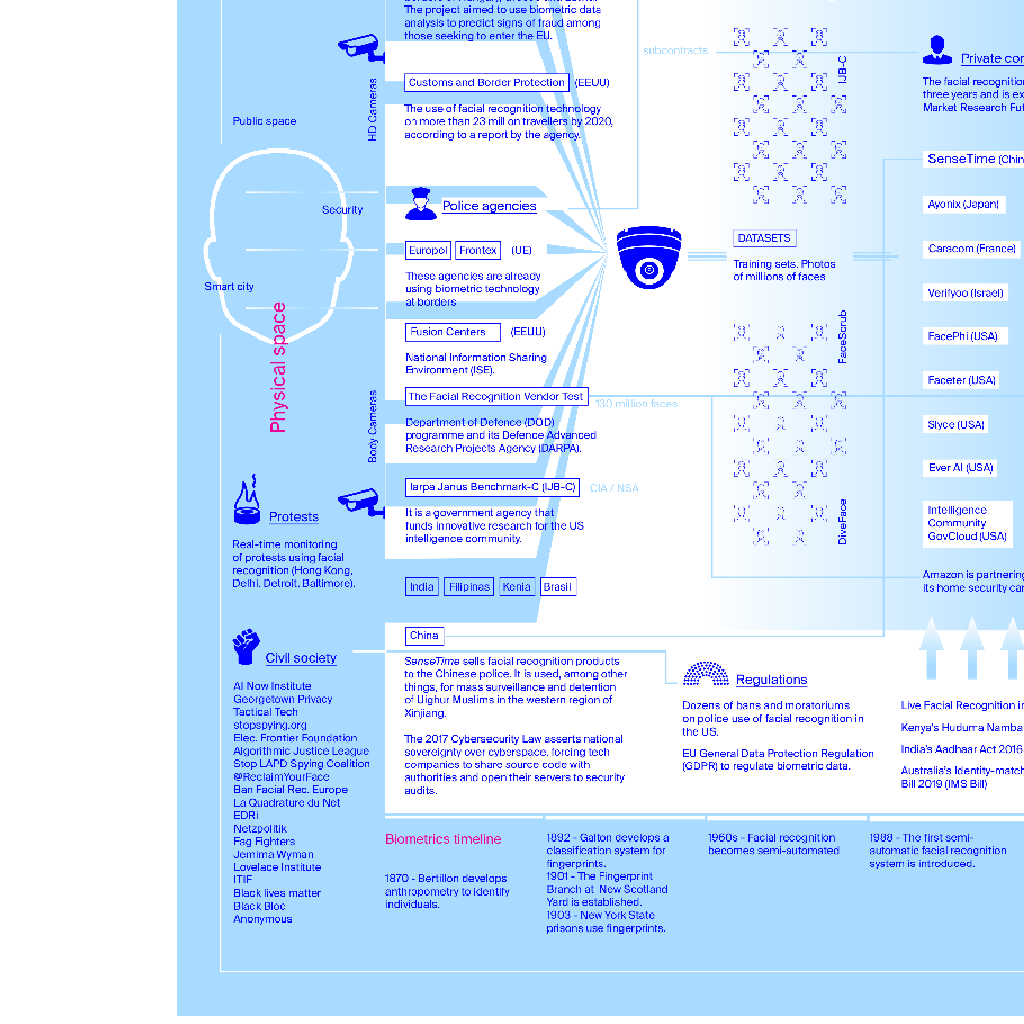 The project aimed to use biometric data
analysis to predict signs of fraud among
those seeking to enter the EU.
HD Cameras
Customs and Border Protection
(EEUU)
The use of facial recognition technology
on more than 23 million travellers by 2020,
according to a report by the agency.
Public space
Security
Smart city
Physical space
Police agencies
Europol
Frontex
(UE)
These agencies are already
using biometric technology
at borders
Fusion Centers
(EEUU)
National Information Sharing
Environment (ISE).
The Facial Recognition Vendor Test
130 million faces
Body Cameras
Department of Defence (DOD)
programme and its Defence Advanced
Research Projects Agency (DARPA).
Iarpa Janus Benchmark-C (IJB-C)
CIA / NSA
It is a government agency that
funds innovative research for the US
intelligence community.
India
Filipinas
Kenia
Brasil
China
SenseTime sells facial recognition products
to the Chinese police. It is used, among other
things, for mass surveillance and detention
of Uighur Muslims in the western region of
Xinjiang.
The 2017 Cybersecurity Law asserts national
sovereignty over cyberspace, forcing tech
companies to share source code with
authorities and open their servers to security
audits.
Protests
Real-time monitoring
of protests using facial
recognition (Hong Kong,
Delhi, Detroit, Baltimore).
Civil society
AI Now Institute
Georgetown Privacy
Tactical Tech
stopspying.org
Elec. Frontier Foundation
Algorithmic Justice League
Stop LAPD Spying Coalition
@ReclaimYourFace
Ban Facial Rec. Europe
La Quadrature du Net
EDRi
Netzpolitik
Fag Fighters
Jemima Wyman
Lovelace Institute
ITIF
Black lives matter
Black Bloc
Anonymous
subcontracts
IJB-C
DATASETS
Training sets. Photos
of millions of faces
FaceScrub
DiveFace
Private con
The facial recognition
three years and is ex
Market Research Fut
SenseTime (Chin
Ayonix (Japan)
Caracom (France)
Verifyoo (Israel)
FacePhi (USA)
Faceter (USA)
Slyce (USA)
Ever AI (USA)
Intelligence
Community
GovCloud (USA)
Amazon is partnering
its home security can
Regulations
Dozens of bans and moratoriums
on police use of facial recognition in
the US.
EU General Data Protection Regulation
(GDPR) to regulate biometric data.
Live Facial Recognition in
Kenya's Huduma Namba
India's Aadhaar Act 2016
Australia's Identity-match
Bill 2019 (IMS Bill)
Biometrics timeline
1870 - Bertillon develops
anthropometry to identify
individuals.
1892 - Galton develops a
classification system for
fingerprints.
1901 - The Fingerprint
Branch at New Scotland
Yard is established.
1903 - New York State
prisons use fingerprints.
1960s - Facial recognition
becomes semi-automated
1988 - The first semi-
automatic facial recognition
system is introduced.